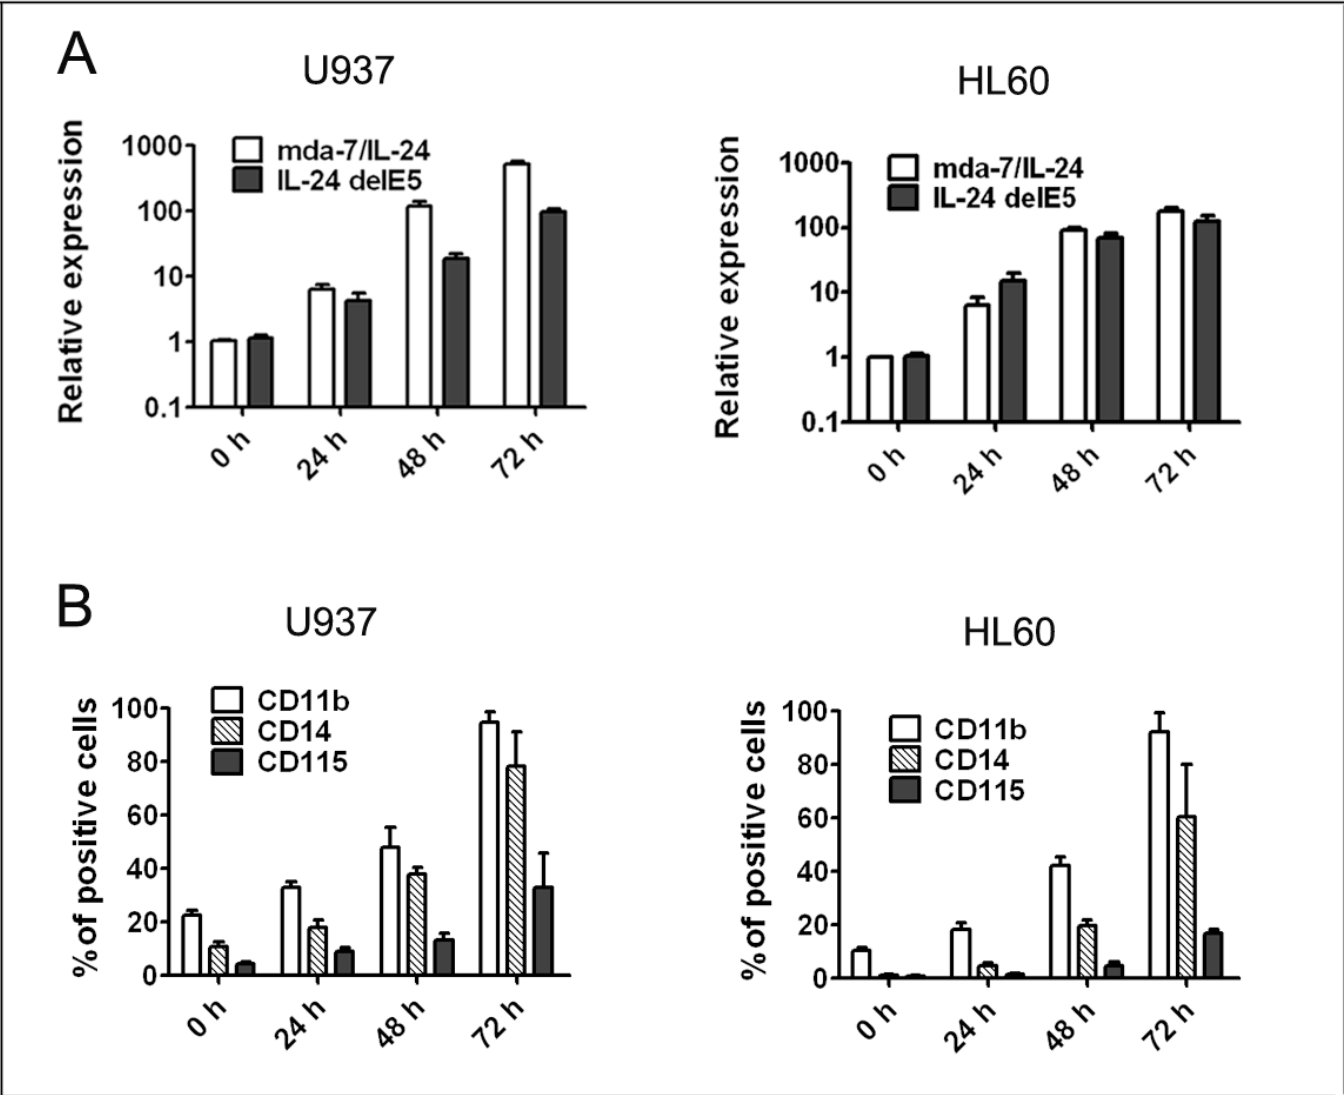 A
U937
HL60
Relative expression
1000
100
10
1
0.1
mda-7/IL-24
IL-24 delE5
0 h
24 h
48 h
72 h
Relative expression
1000
100
10
1
0.1
mda-7/IL-24
IL-24 delE5
0 h
24 h
48 h
72 h
B
U937
HL60
% of positive cells
100
80
60
40
20
0
CD11b
CD14
CD115
0 h
24 h
48 h
72 h
% of positive cells
100
80
60
40
20
0
CD11b
CD14
CD115
0 h
24 h
48 h
72 h